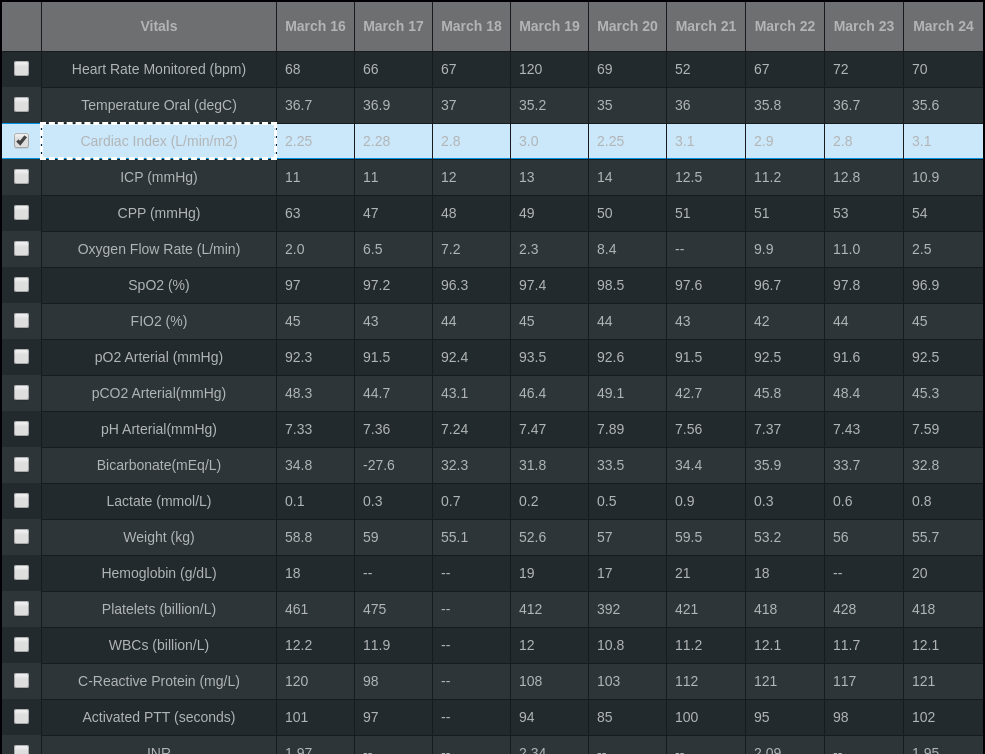 Vitals March 16 March 17 March 18 March 19 March 20 March 21 March 22 March 23 March 24
Heart Rate Monitored (bpm) 68 66 67 120 69 52 67 72 70
Temperature Oral (degC) 36.7 36.9 37 35.2 35 36 35.8 36.7 35.6
Cardiac Index (L/min/m2) 2.25 2.28 2.8 3.0 2.25 3.1 2.9 2.8 3.1
ICP (mmHg) 11 11 12 13 14 12.5 11.2 12.8 10.9
CPP (mmHg) 63 47 48 49 50 51 51 53 54
Oxygen Flow Rate (L/min) 2.0 6.5 7.2 2.3 8.4 -- 9.9 11.0 2.5
SpO2 (%) 97 97.2 96.3 97.4 98.5 97.6 96.7 97.8 96.9
FIO2 (%) 45 43 44 45 44 43 42 44 45
pO2 Arterial (mmHg) 92.3 91.5 92.4 93.5 92.6 91.5 92.5 91.6 92.5
pCO2 Arterial(mmHg) 48.3 44.7 43.1 46.4 49.1 42.7 45.8 48.4 45.3
pH Arterial(mmHg) 7.33 7.36 7.24 7.47 7.89 7.56 7.37 7.43 7.59
Bicarbonate(mEq/L) 34.8 -27.6 32.3 31.8 33.5 34.4 35.9 33.7 32.8
Lactate (mmol/L) 0.1 0.3 0.7 0.2 0.5 0.9 0.3 0.6 0.8
Weight (kg) 58.8 59 55.1 52.6 57 59.5 53.2 56 55.7
Hemoglobin (g/dL) 18 -- -- 19 17 21 18 -- 20
Platelets (billion/L) 461 475 -- 412 392 421 418 428 418
WBCs (billion/L) 12.2 11.9 -- 12 10.8 11.2 12.1 11.7 12.1
C-Reactive Protein (mg/L) 120 98 -- 108 103 112 121 117 121
Activated PTT (seconds) 101 97 -- 94 85 100 95 98 102
INR 1.97 -- -- 2.34 -- -- 2.09 -- 1.95